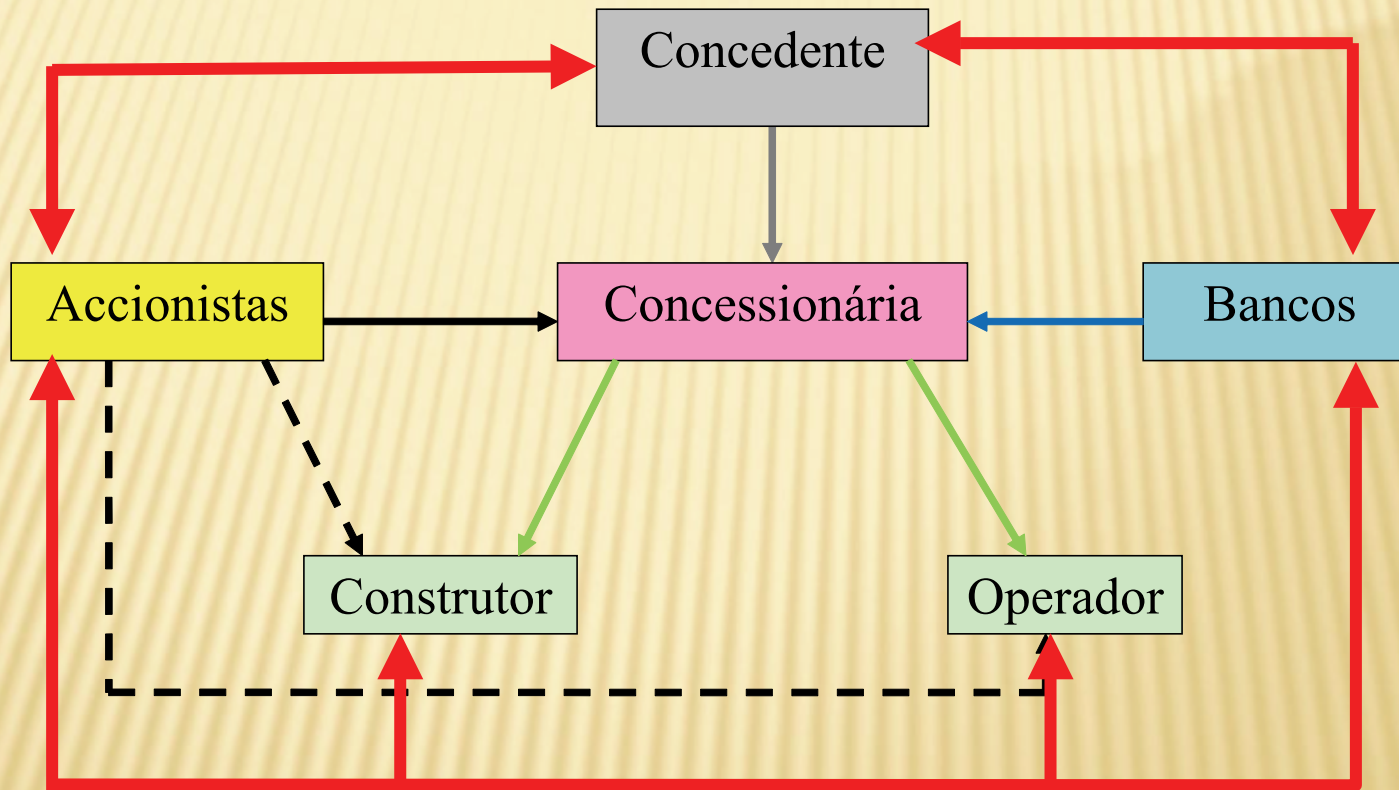 Concedente
Accionistas
Concessionária
Bancos
Construtor
Operador